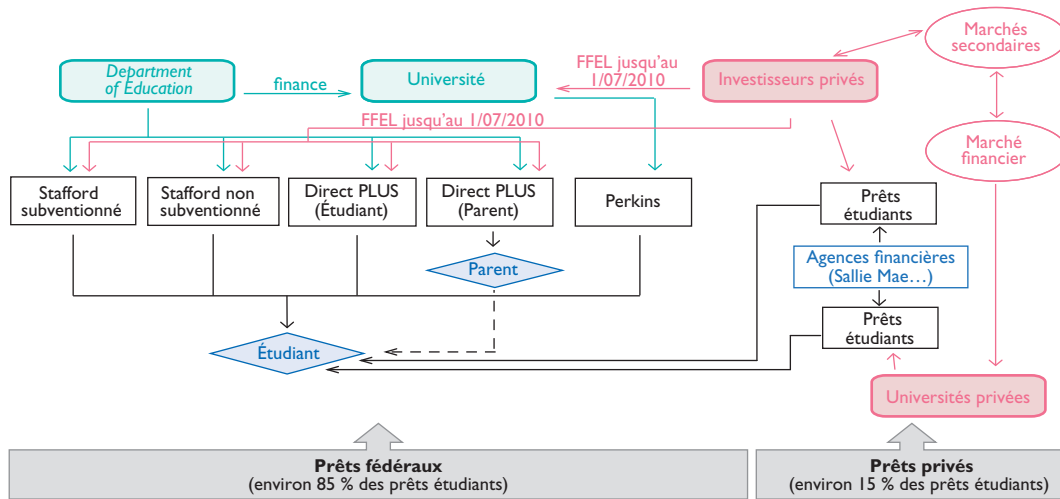 Marchés
secondaires
Department
of Education
finance
Université
FFEL jusqu'au
1/07/2010
Investisseurs privés
FFEL jusqu'au 1/07/2010
Marché
financier
Stafford
subventionné
Stafford non
subventionné
Direct PLUS
(Étudiant)
Direct PLUS
(Parent)
Perkins
Prêts
étudiants
Parent
Agences financières
(Sallie Mae…)
Prêts
étudiants
Étudiant
Universités privées
Prêts fédéraux
(environ 85 % des prêts étudiants)
Prêts privés
(environ 15 % des prêts étudiants)